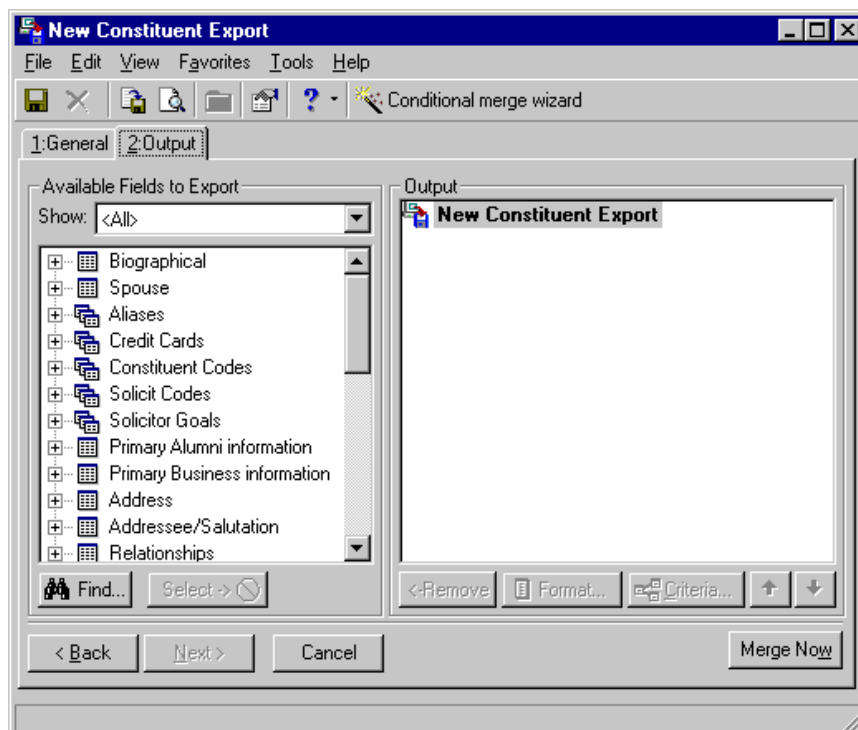 New Constituent Export
File Edit View Favorites Tools Help
? Conditional merge wizard
1:General 2:Output
Available Fields to Export
Show: <All>
Biographical
Spouse
Aliases
Credit Cards
Constituent Codes
Solicit Codes
Solicitor Goals
Primary Alumni information
Primary Business information
Address
Addressee/Salutation
Relationships
Find... Select ->
Output
New Constituent Export
<-Remove Format... Criteria...
< Back Next > Cancel Merge Now